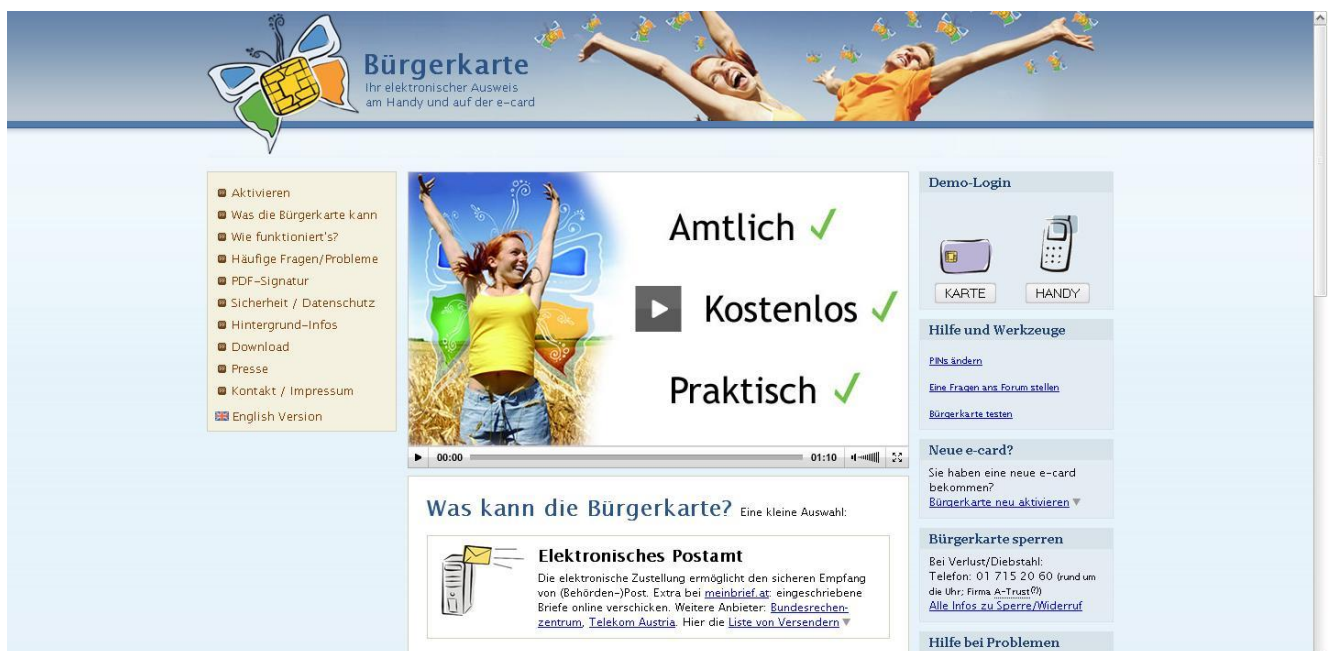 Bürgerkarte
Ihr elektronischer Ausweis
am Handy und auf der e-card
Aktivieren
Was die Bürgerkarte kann
Wie funktioniert's?
Häufige Fragen/Probleme
PDF-Signatur
Sicherheit / Datenschutz
Hintergrund-Infos
Download
Presse
Kontakt / Impressum
English Version
Amtlich ✓
Kostenlos ✓
Praktisch ✓
00:00 01:10
Was kann die Bürgerkarte? Eine kleine Auswahl:
Elektronisches Postamt
Die elektronische Zustellung ermöglicht den sicheren Empfang
von (Behörden-)Post. Extra bei meinbrief.at: eingeschriebene
Briefe online verschicken. Weitere Anbieter: Bundesrechen-
zentrum, Telekom Austria. Hier die Liste von Versendern ▼
Demo-Login
KARTE HANDY
Hilfe und Werkzeuge
PINs ändern
Eine Fragen ans Forum stellen
Bürgerkarte testen
Neue e-card?
Sie haben eine neue e-card
bekommen?
Bürgerkarte neu aktivieren ▼
Bürgerkarte sperren
Bei Verlust/Diebstahl:
Telefon: 01 715 20 60 (rund um
die Uhr; Firma A-Trust(?))
Alle Infos zu Sperre/Widerruf
Hilfe bei Problemen